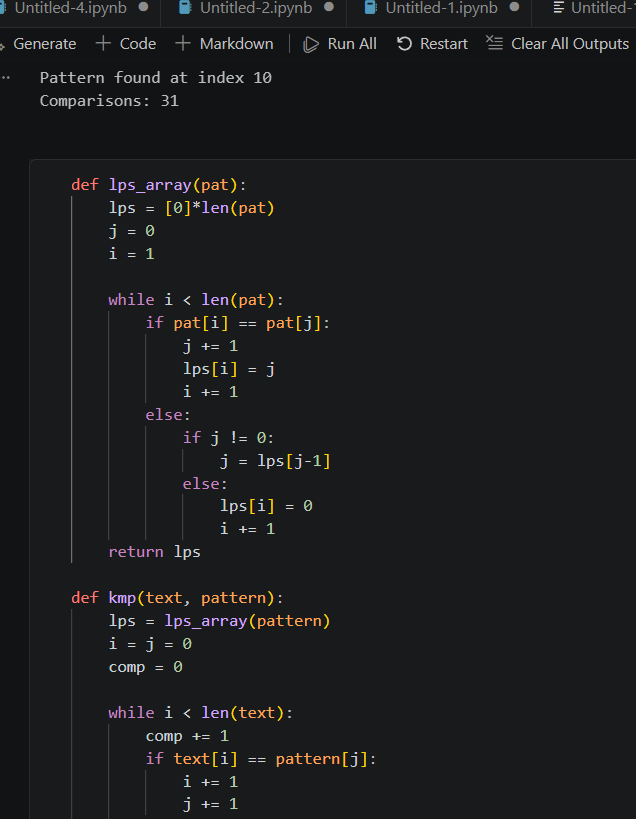 Untitled-4.ipynb Untitled-2.ipynb Untitled-1.ipynb Untitled-
Generate + Code + Markdown Run All Restart Clear All Outputs
Pattern found at index 10
Comparisons: 31
def lps_array(pat):
    lps = [0]*len(pat)
    j = 0
    i = 1
    while i < len(pat):
        if pat[i] == pat[j]:
            j += 1
            lps[i] = j
            i += 1
        else:
            if j != 0:
                j = lps[j-1]
            else:
                lps[i] = 0
                i += 1
    return lps
def kmp(text, pattern):
    lps = lps_array(pattern)
    i = j = 0
    comp = 0
    while i < len(text):
        comp += 1
        if text[i] == pattern[j]:
            i += 1
            j += 1